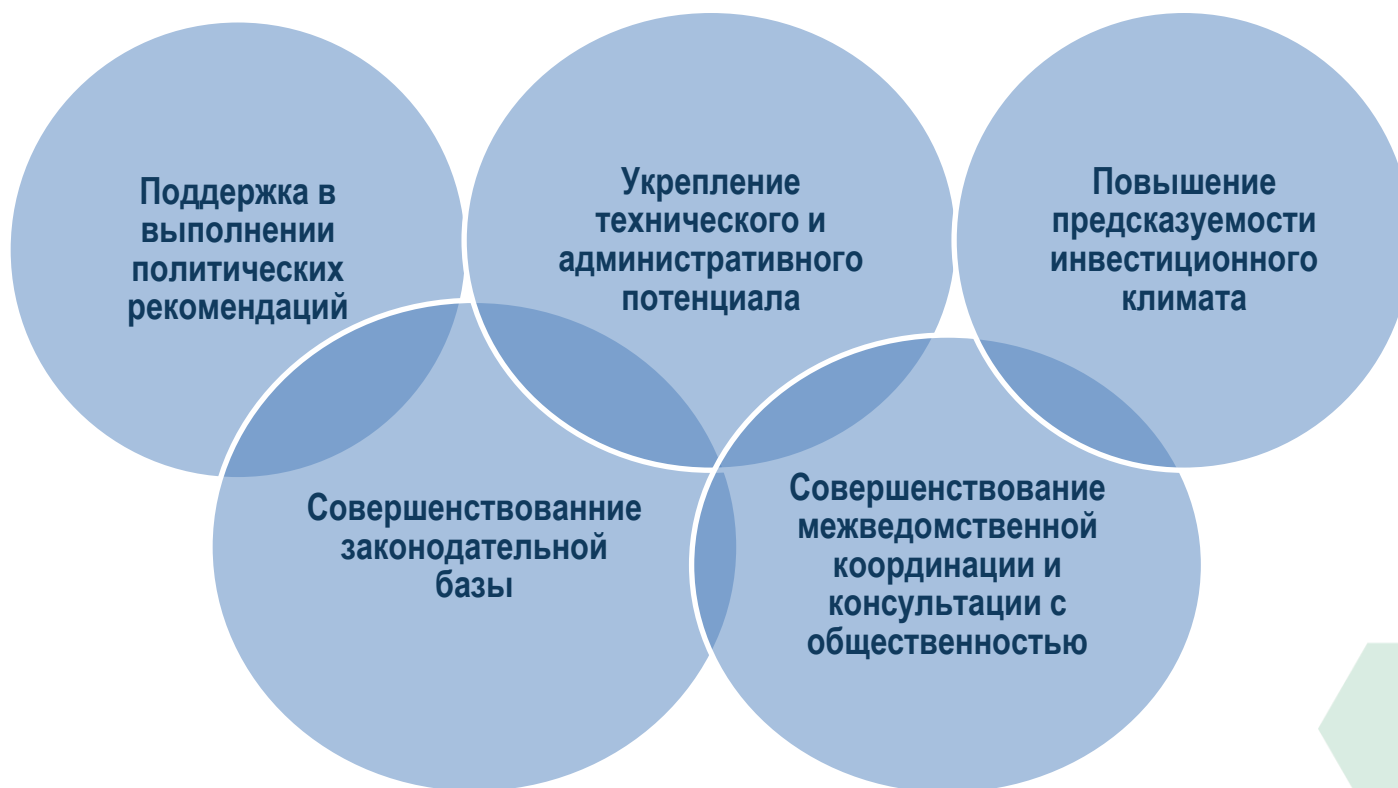 Поддержка в
выполнении
политических
рекомендаций
Укрепление
технического и
административного
потенциала
Повышение
предсказуемости
инвестиционного
климата
Совершенствованние
законодательной
базы
Совершенствование
межведомственной
координации и
консультации с
общественностью